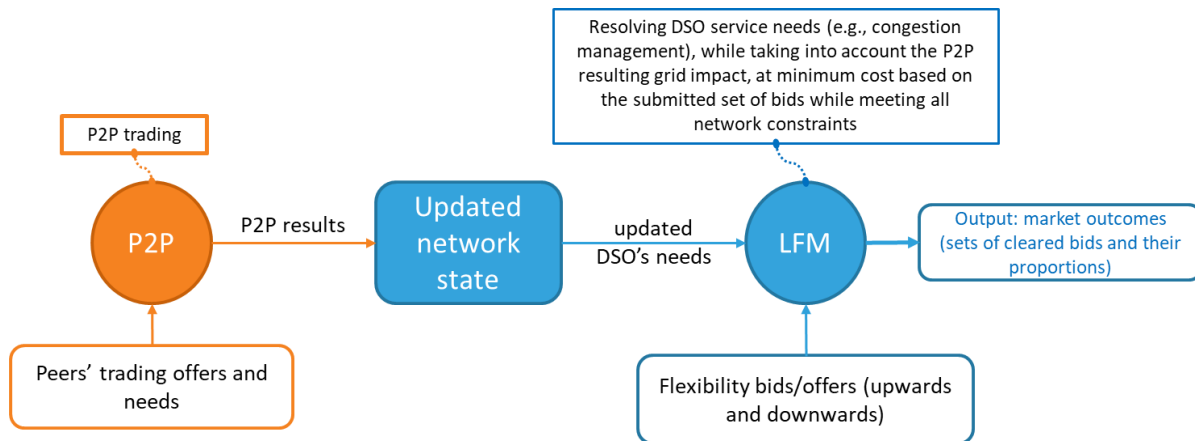 Resolving DSO service needs (e.g., congestion
management), while taking into account the P2P
resulting grid impact, at minimum cost based on
the submitted set of bids while meeting all
network constraints
P2P trading
P2P
P2P results
Updated
network
state
updated
DSO's needs
LFM
Output: market outcomes
(sets of cleared bids and their
proportions)
Peers' trading offers and
needs
Flexibility bids/offers (upwards
and downwards)